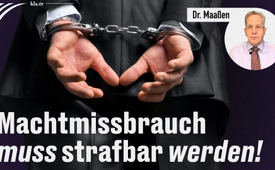 kla.tv
Dr. Maaßen
Machtmissbrauch
muss strafbar werden!